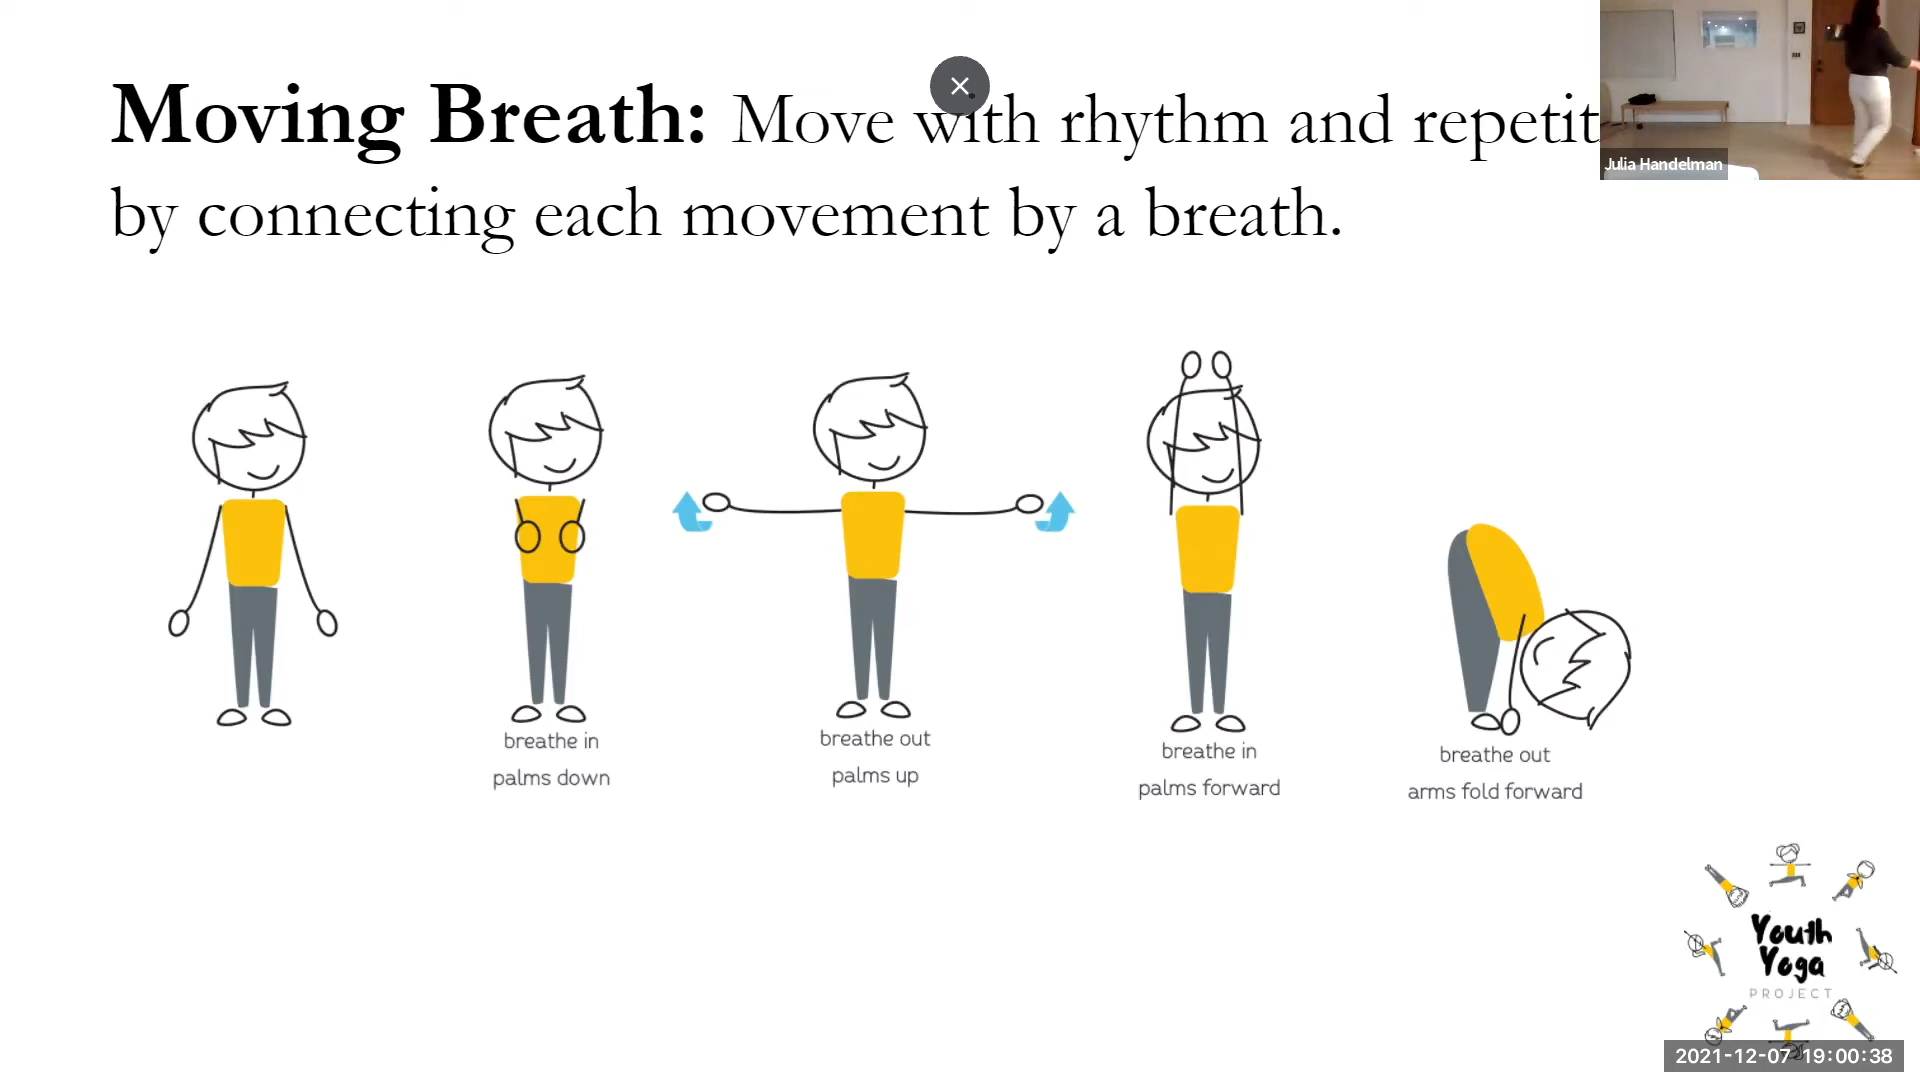 Moving Breath: Move with rhythm and repetit
by connecting each movement by a breath.
Julia Handelman
breathe in
palms down
breathe out
palms up
breathe in
palms forward
breathe out
arms fold forward
Youth
Yoga
PROJECT
2021-12-07 19:00:38